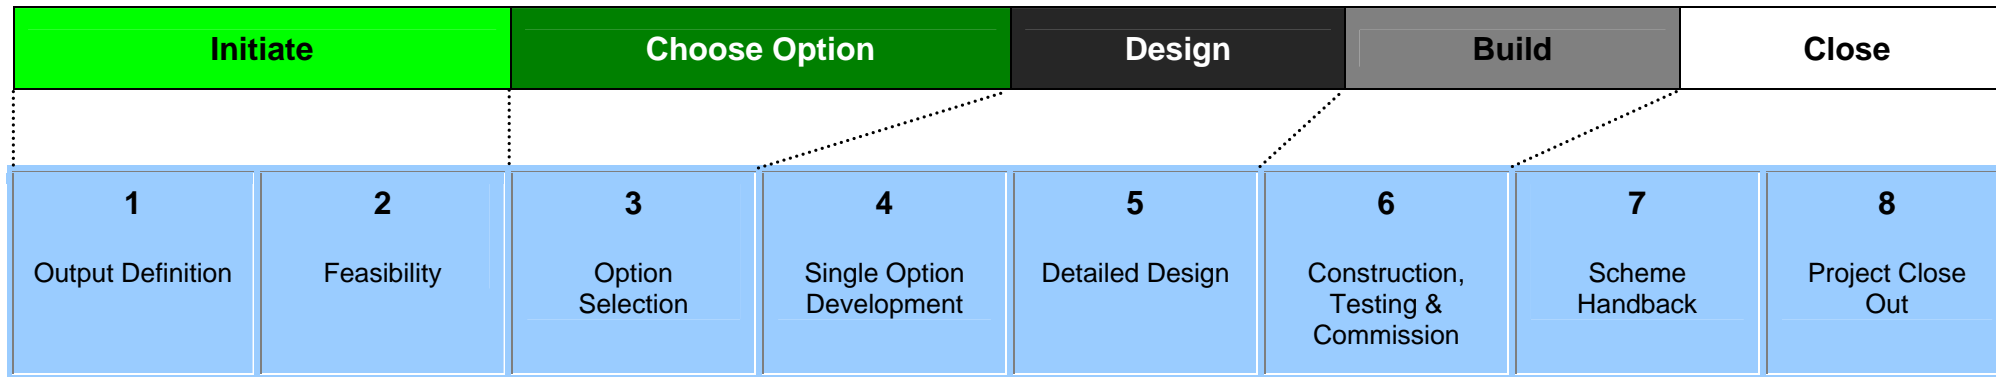 Initiate
Choose Option
Design
Build
Close
1
Output Definition
2
Feasibility
3
Option
Selection
4
Single Option
Development
5
Detailed Design
6
Construction,
Testing &
Commission
7
Scheme
Handback
8
Project Close
Out